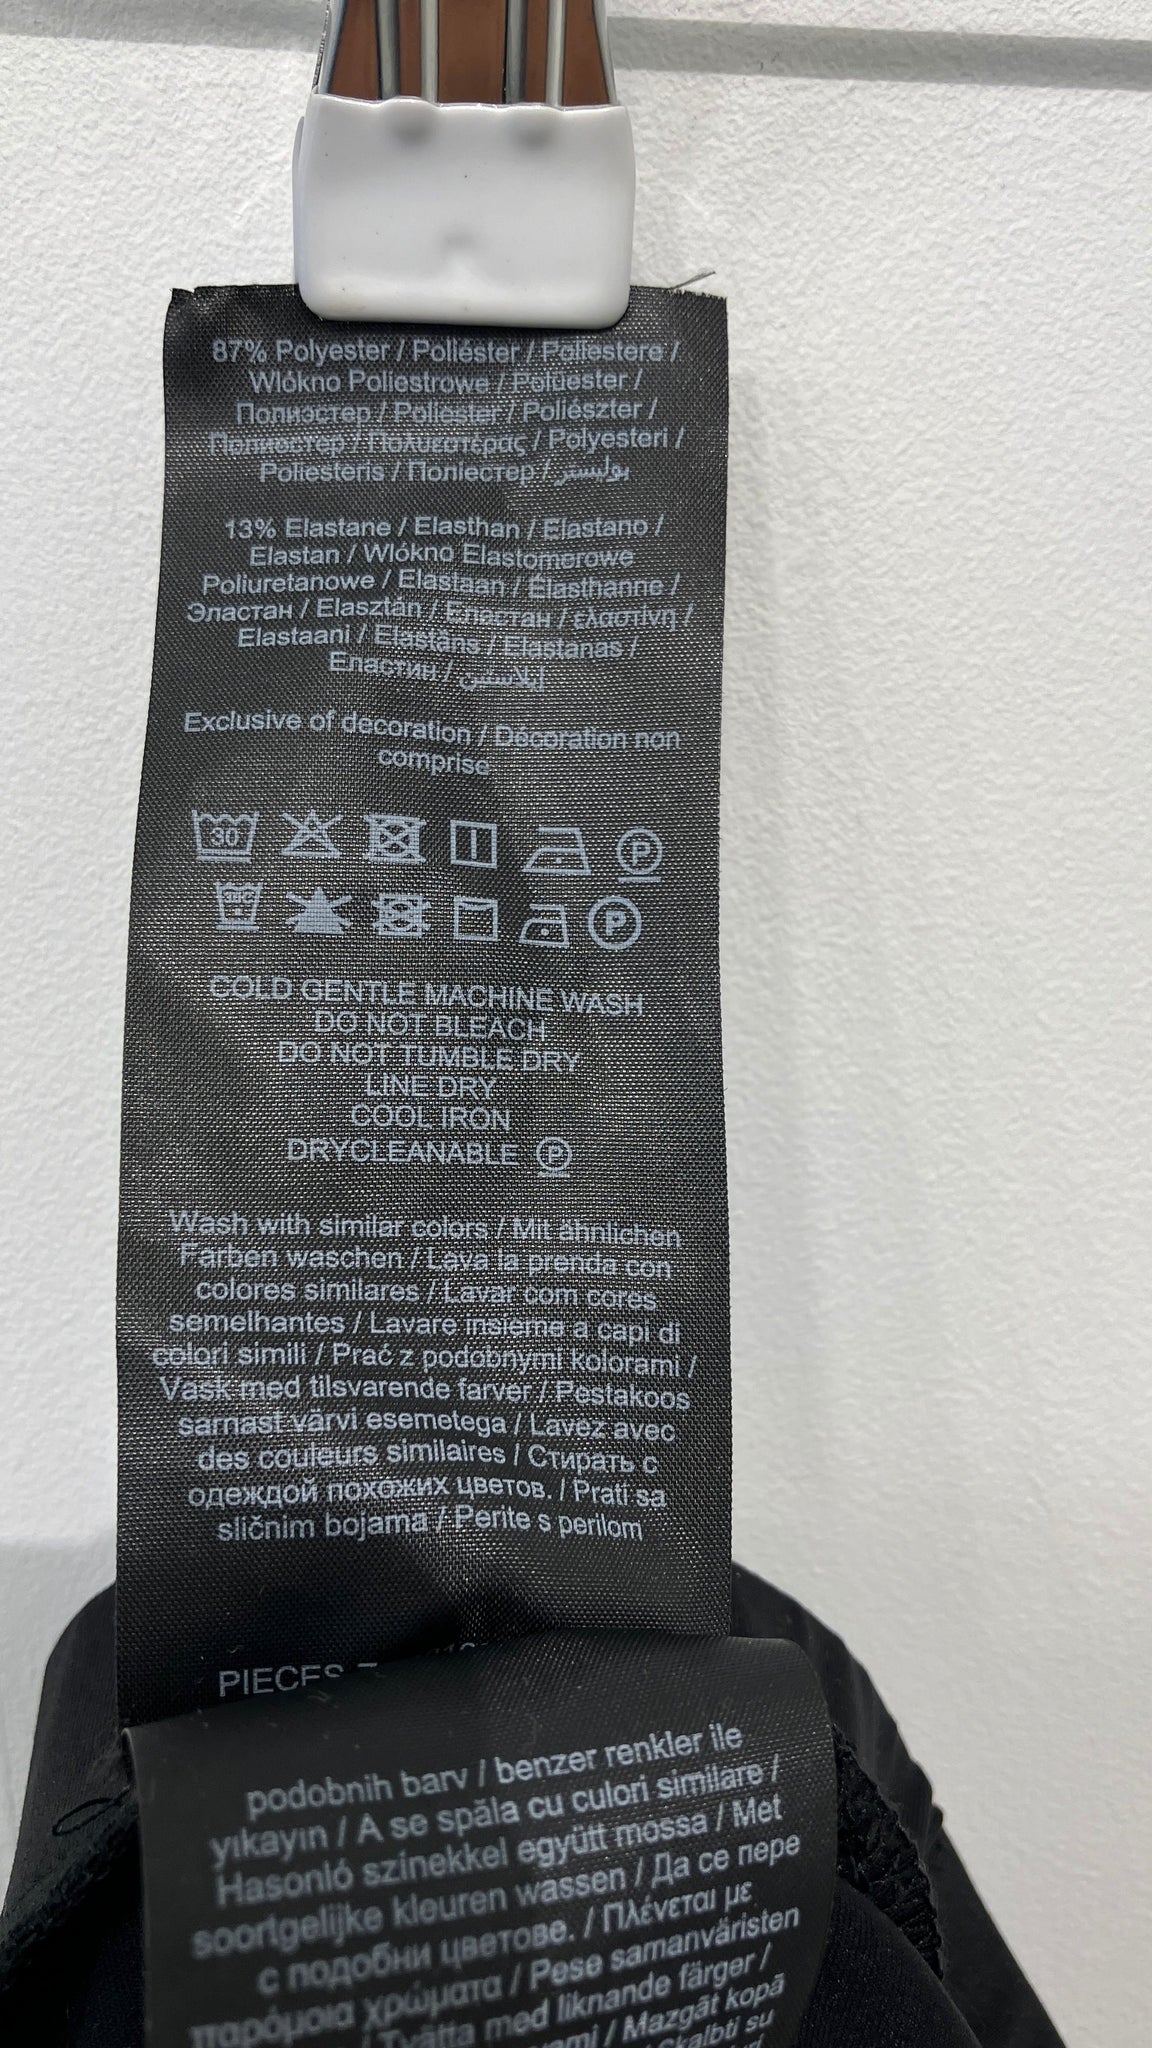 87% Polyester / Poliéster / Poliestere /
Włókno Poliestrowe / Polüester /
Полиэстер / Poliester / Poliészter /
Полиестер / Πολυεστέρας / Polyesteri /
Poliesteris / Поліестер / بوليستر
13% Elastane / Elasthan / Elastano /
Elastan / Włókno Elastomerowe
Poliuretanowe / Elastaan / Élasthanne /
Эластан / Elasztán / Еластан / ελαστίνη /
Elastaani / Elastāns / Elastanas /
Еластин / إيلاستين
Exclusive of decoration / Décoration non
comprise
30 P
30°C P
COLD GENTLE MACHINE WASH
DO NOT BLEACH
DO NOT TUMBLE DRY
LINE DRY
COOL IRON
DRYCLEANABLE P
Wash with similar colors / Mit ähnlichen
Farben waschen / Lava la prenda con
colores similares / Lavar com cores
semelhantes / Lavare insieme a capi di
colori simili / Prać z podobnymi kolorami /
Vask med tilsvarende farver / Pestakoos
sarnast värvi esemetega / Lavez avec
des couleurs similaires / Стирать с
одеждой похожих цветов. / Prati sa
sličnim bojama / Perite s perilom
PIECES
podobnih barv / benzer renkler ile
yıkayın / A se spăla cu culori similare /
Hasonló színekkel együtt mossa / Met
soortgelijke kleuren wassen / Да се пере
с подобни цветове. / Πλένεται με
παρόμοια χρώματα / Pese samanväristen
/ Tvätta med liknande färger /
/ Mazgāt kopā
/ Skalbti su